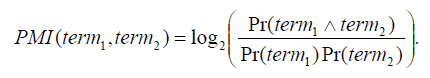 PMI(term₁,term₂) = log₂( Pr(term₁ ∧ term₂) / Pr(term₁)Pr(term₂) ).